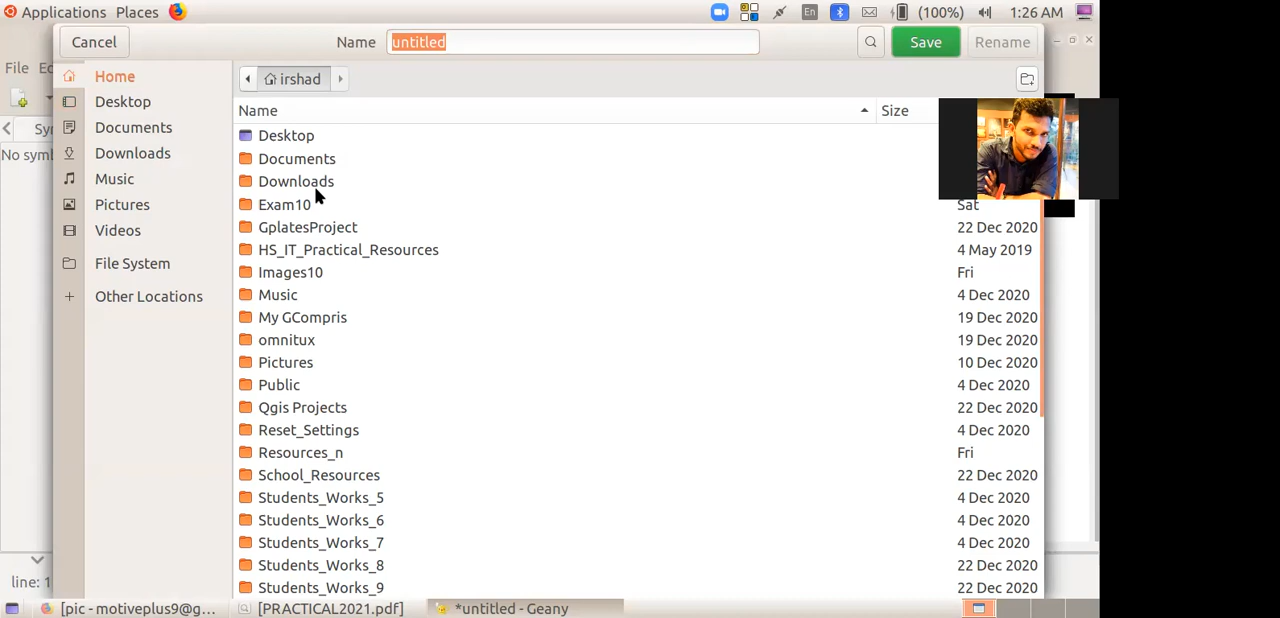 Applications Places En (100%) 1:26 AM
Cancel Name untitled Save Rename
File Ed
Home irshad
Name Size
Sy
No symb
Desktop
Documents
Downloads
Music
Pictures
Videos
File System
Other Locations
Desktop
Documents
Downloads
Exam10 Sat
GplatesProject 22 Dec 2020
HS_IT_Practical_Resources 4 May 2019
Images10 Fri
Music 4 Dec 2020
My GCompris 19 Dec 2020
omnitux 19 Dec 2020
Pictures 10 Dec 2020
Public 4 Dec 2020
Qgis Projects 22 Dec 2020
Reset_Settings 4 Dec 2020
Resources_n Fri
School_Resources 22 Dec 2020
Students_Works_5 4 Dec 2020
Students_Works_6 4 Dec 2020
Students_Works_7 4 Dec 2020
Students_Works_8 22 Dec 2020
Students_Works_9 22 Dec 2020
line: 1
[pic - motiveplus9@g... [PRACTICAL2021.pdf] *untitled - Geany